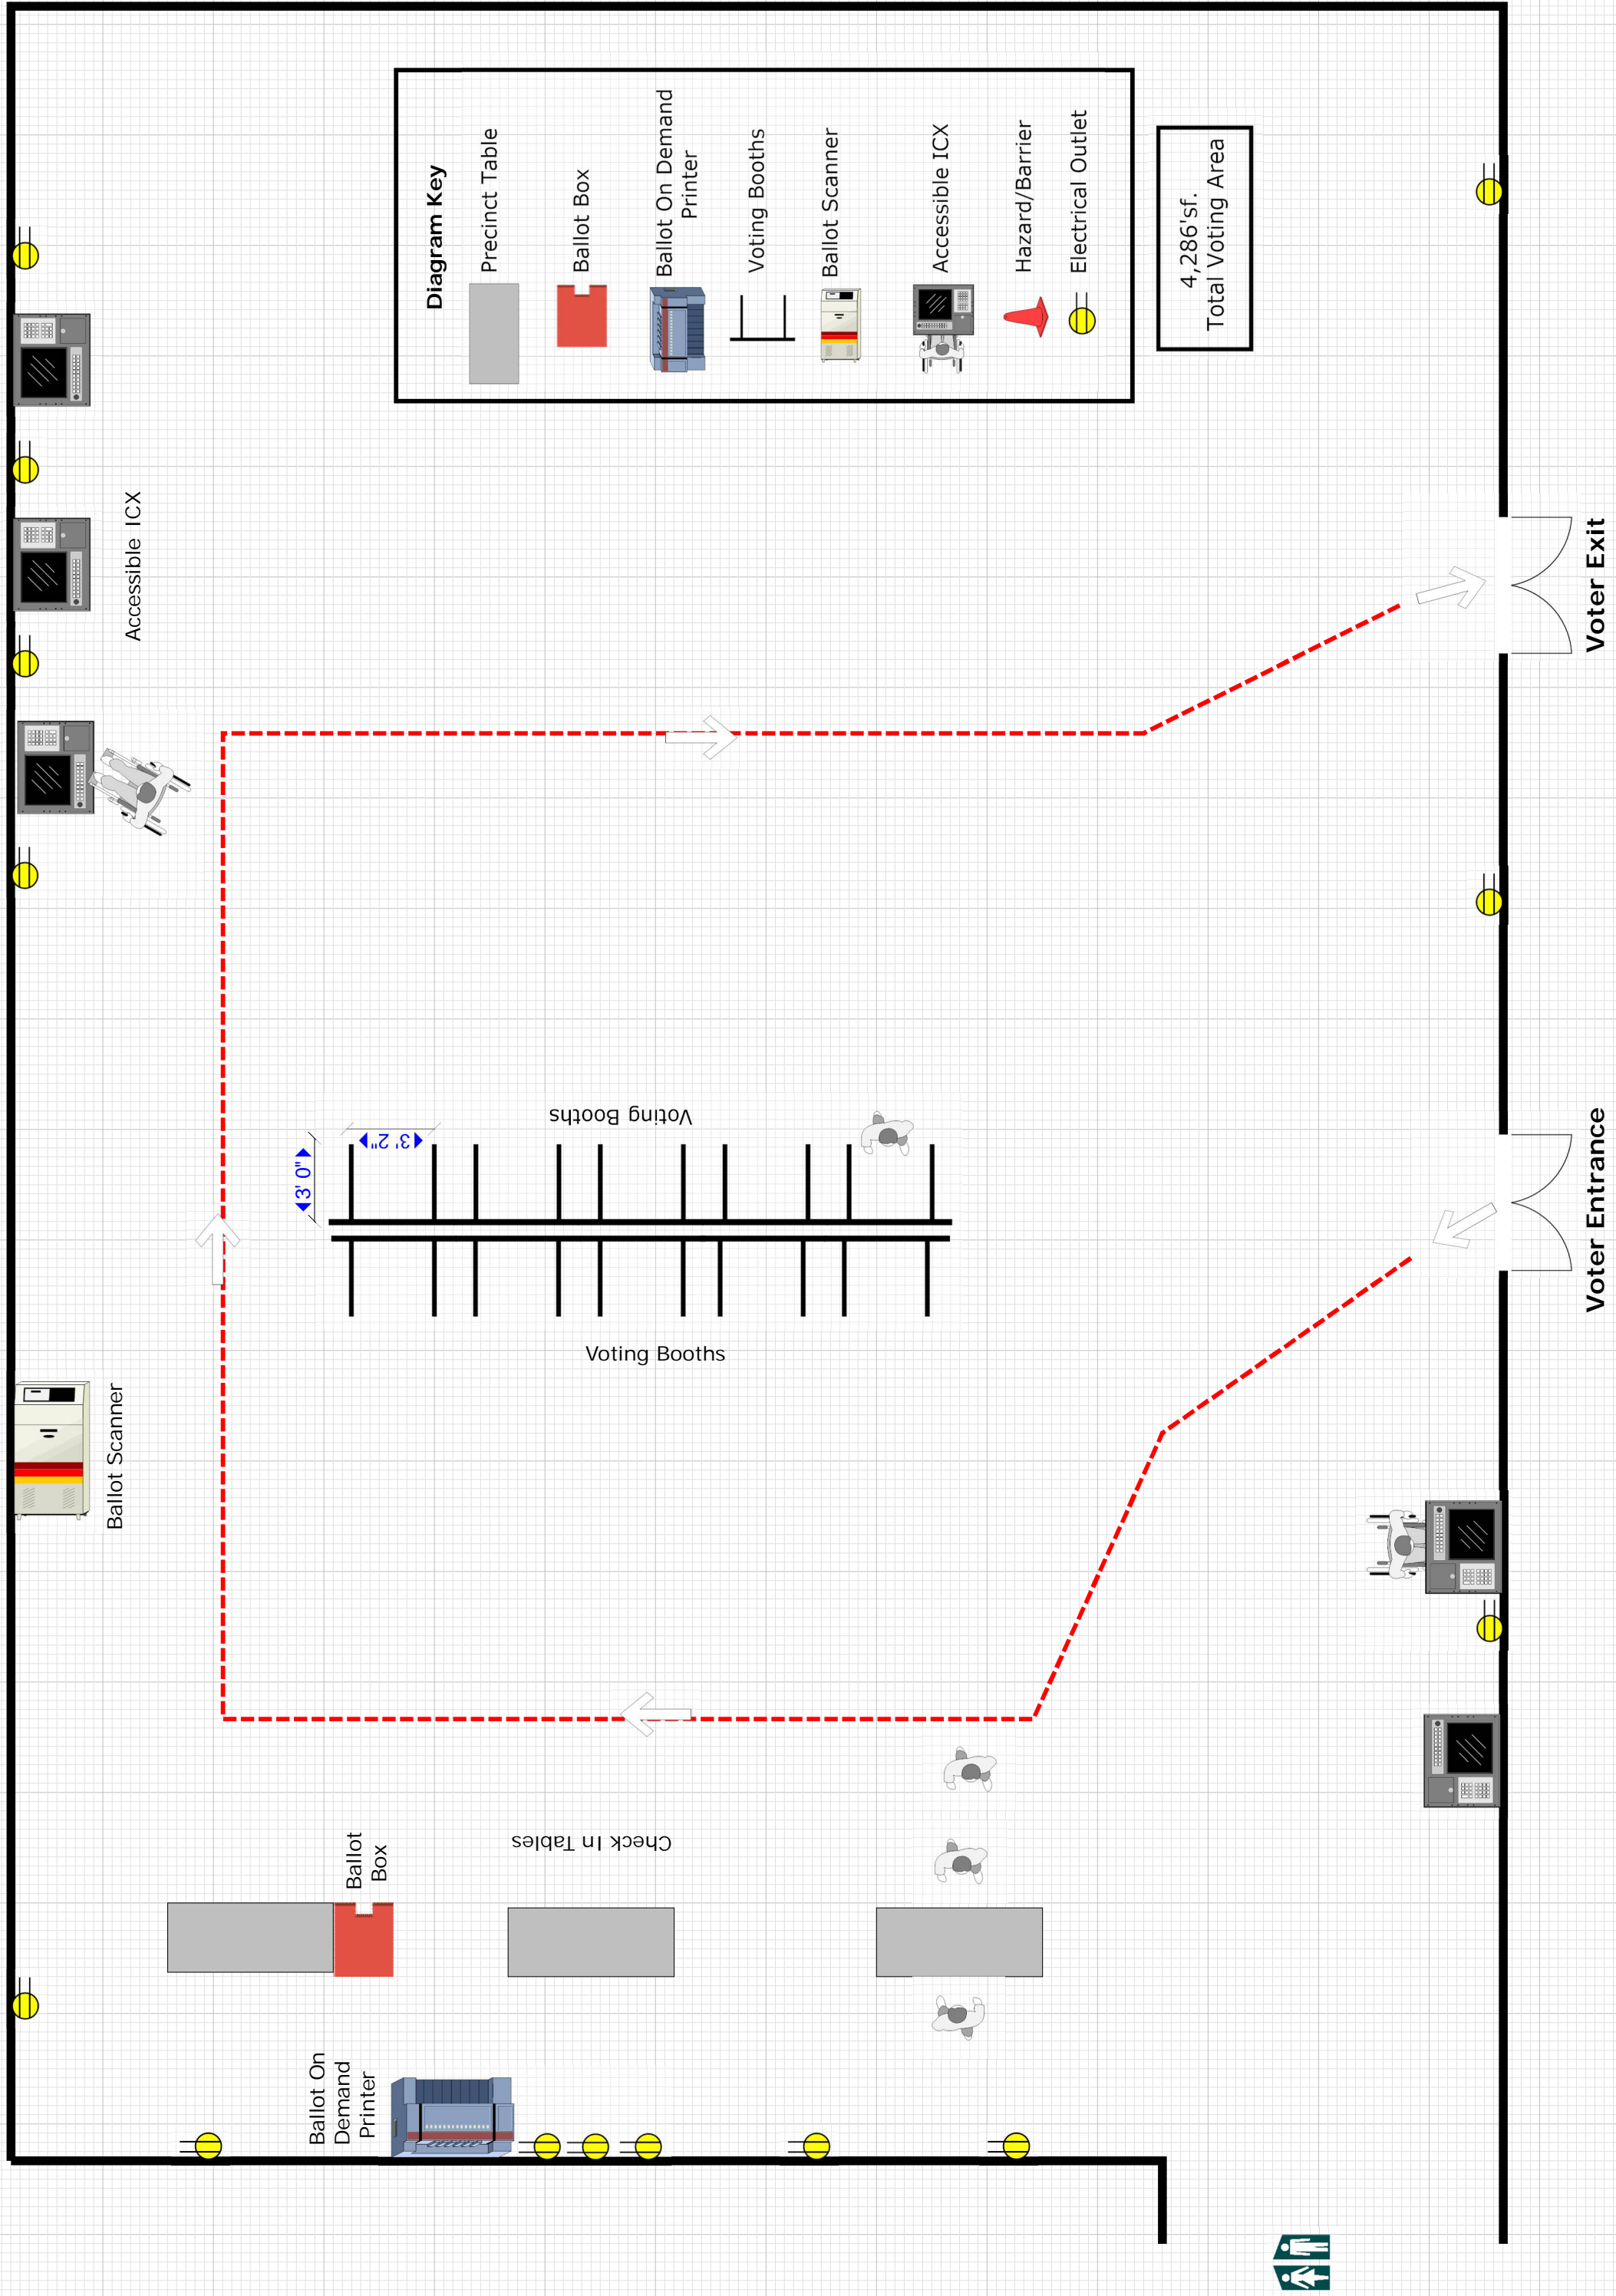 Diagram Key
Precinct Table
Ballot Box
Ballot On Demand
Printer
Voting Booths
Ballot Scanner
Accessible ICX
Hazard/Barrier
Electrical Outlet
4,286'sf.
Total Voting Area
Accessible ICX
Voter Exit
Voting Booths
3' 2"
3' 0"
Voting Booths
Voter Entrance
Ballot Scanner
Check In Tables
Ballot
Box
Ballot On
Demand
Printer